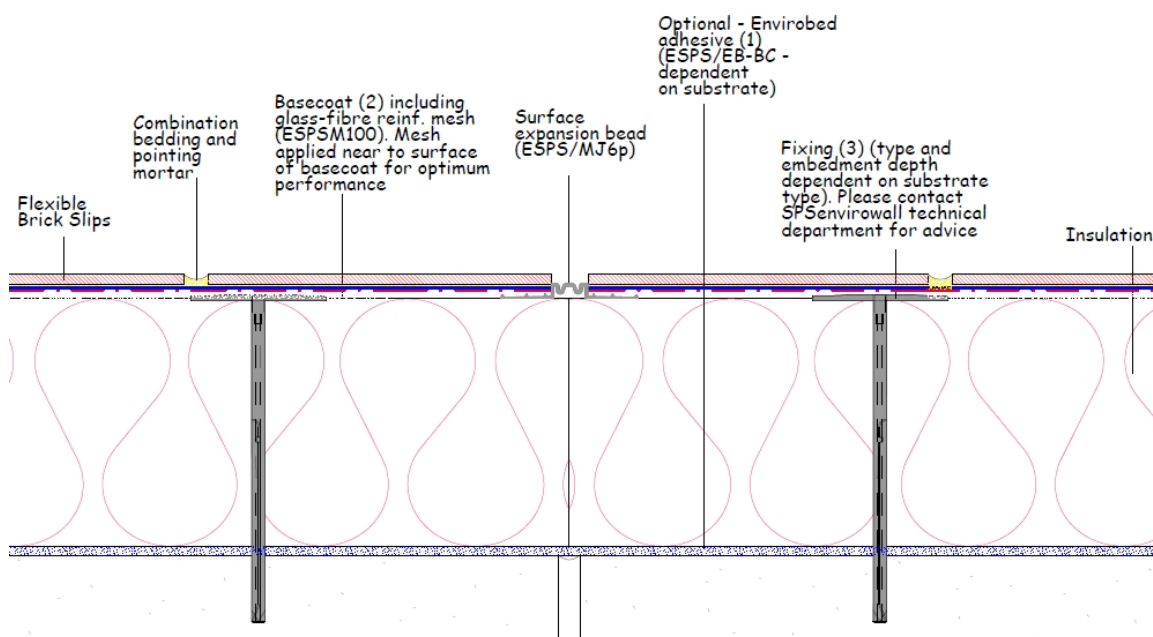 Optional - Envirobed
adhesive (1)
(ESPS/EB-BC -
dependent
on substrate)
Basecoat (2) including
glass-fibre reinf. mesh
(ESPSM100). Mesh
applied near to surface
of basecoat for optimum
performance
Surface
expansion bead
(ESPS/MJ6p)
Combination
bedding and
pointing
mortar
Fixing (3) (type and
embedment depth
dependent on substrate
type). Please contact
SPSenvirowall technical
department for advice
Flexible
Brick Slips
Insulation